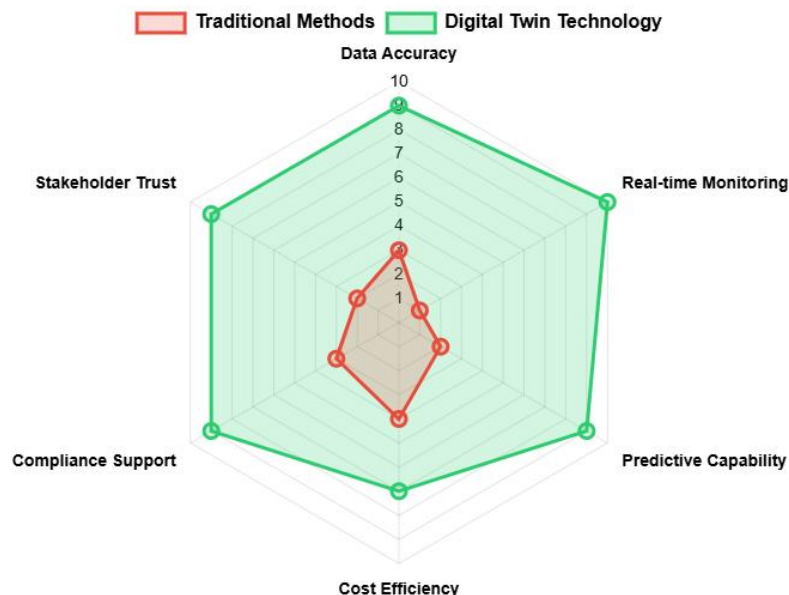 Traditional Methods Digital Twin Technology
Data Accuracy
10
9
8
7
6
5
4
3
2
1
Stakeholder Trust
Real-time Monitoring
Compliance Support
Predictive Capability
Cost Efficiency